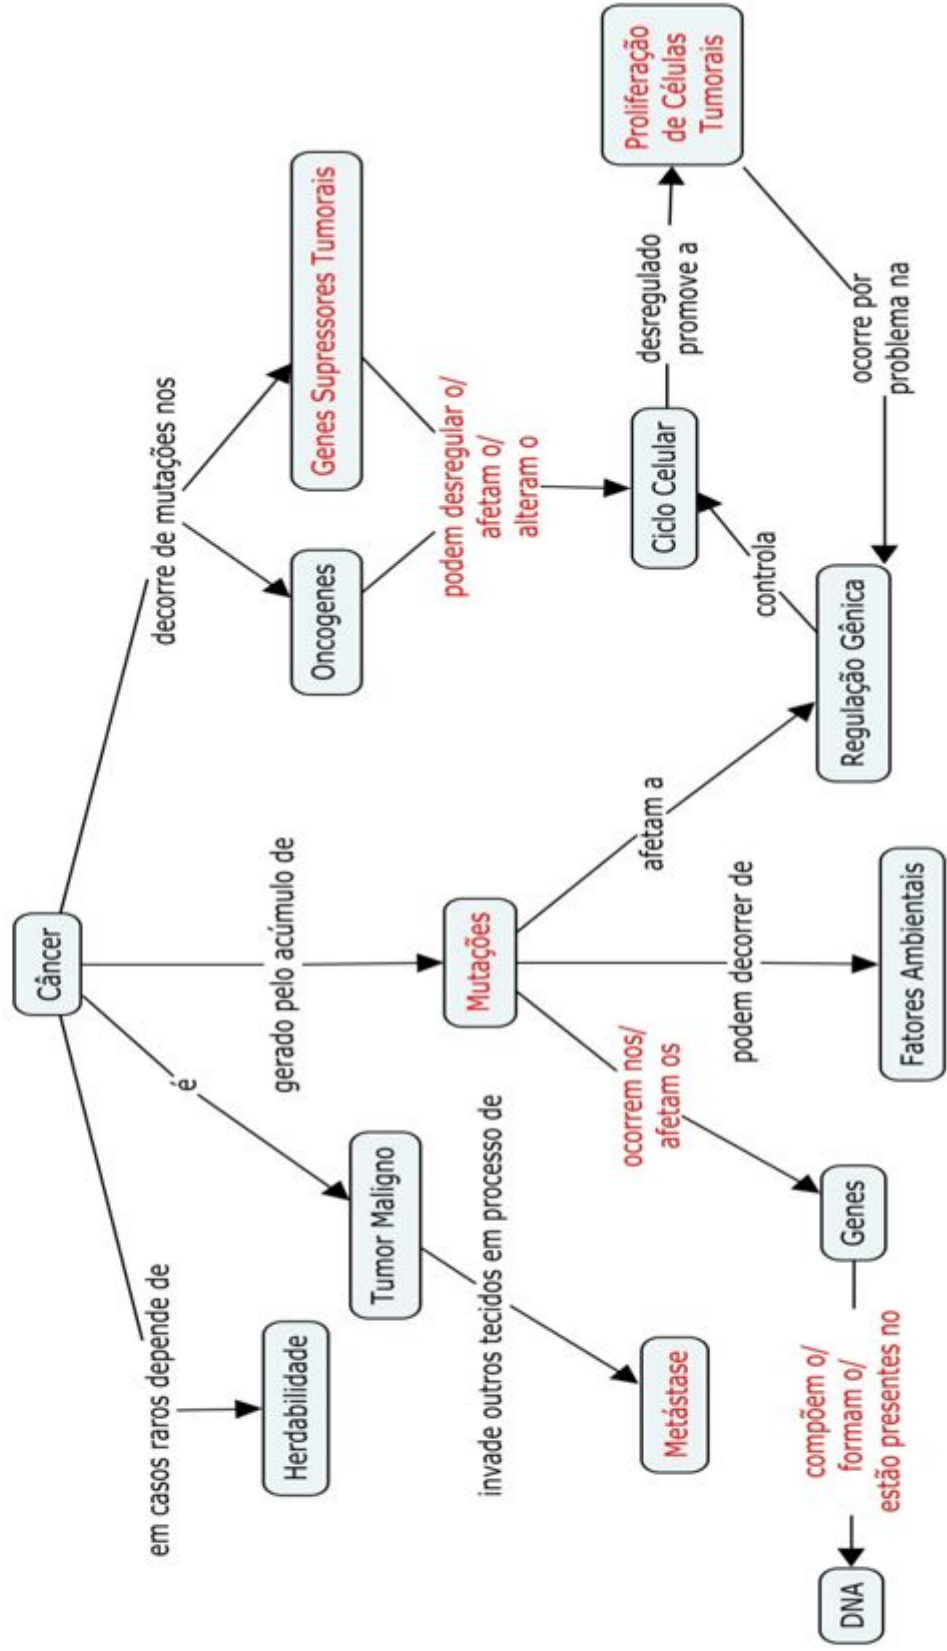 Câncer
em casos raros depende de
é
gerado pelo acúmulo de
decorre de mutações nos
Herdabilidade
Tumor Maligno
Oncogenes
Genes Supressores Tumorais
invade outros tecidos em processo de
Mutações
podem desregular o/
afetam o/
alteram o
Metástase
ocorrem nos/
afetam os
podem decorrer de
afetam a
controla
Ciclo Celular
desregulado
promove a
Proliferação
de Células
Tumorais
DNA
compõem o/
formam o/
estão presentes no
Genes
Fatores Ambientais
Regulação Gênica
ocorre por
problema na